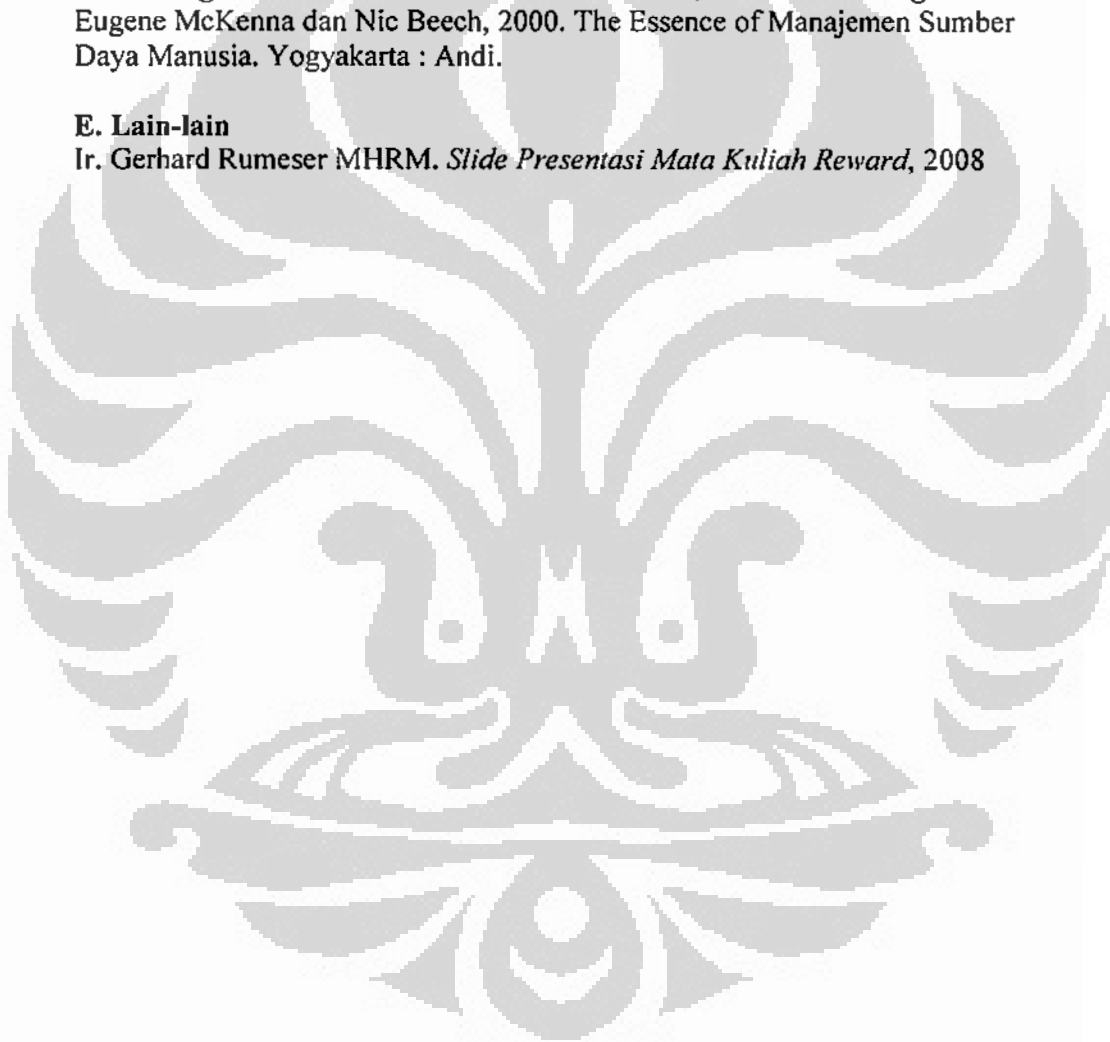 Eugene McKenna dan Nic Beech, 2000. The Essence of Manajemen Sumber
Daya Manusia. Yogyakarta : Andi.
E. Lain-lain
Ir. Gerhard Rumeser MHRM. Slide Presentasi Mata Kuliah Reward, 2008